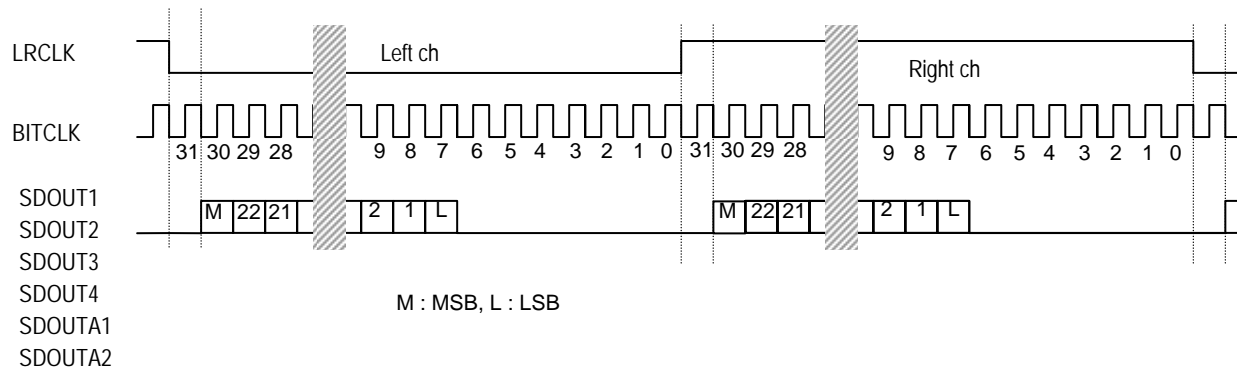 LRCLK
Left ch
Right ch
BITCLK
31 30 29 28 9 8 7 6 5 4 3 2 1 0 31 30 29 28 9 8 7 6 5 4 3 2 1 0
SDOUT1
M 22 21 2 1 L M 22 21 2 1 L
SDOUT2
SDOUT3
SDOUT4
M : MSB, L : LSB
SDOUTA1
SDOUTA2